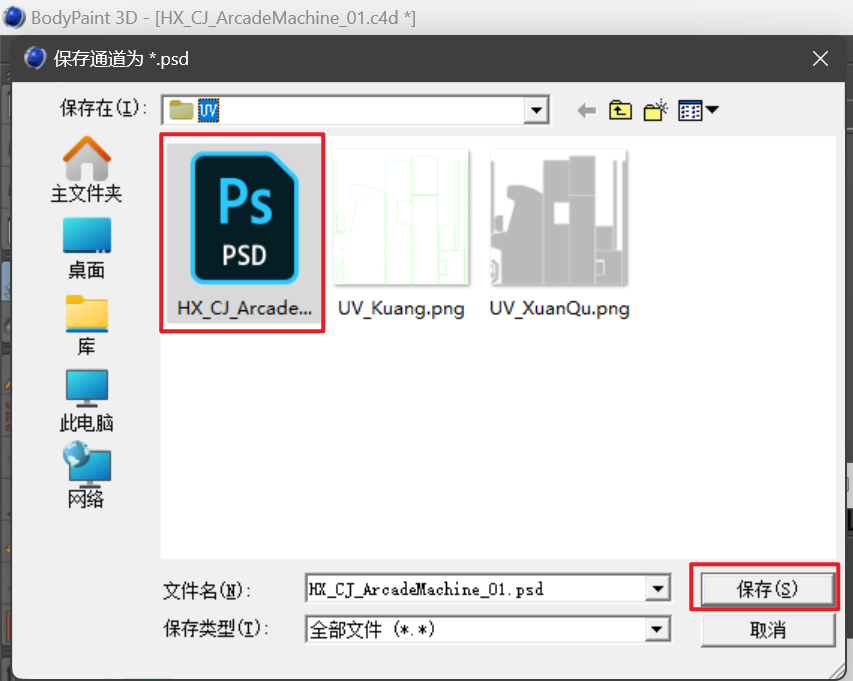 BodyPaint 3D - [HX_CJ_ArcadeMachine_01.c4d *]
保存通道为 *.psd
保存在(I):
UV
主文件夹
桌面
库
此电脑
网络
Ps
PSD
HX_CJ_Arcade...
UV_Kuang.png
UV_XuanQu.png
文件名(N):
HX_CJ_ArcadeMachine_01.psd
保存(S)
保存类型(T):
全部文件 (*.*)
取消